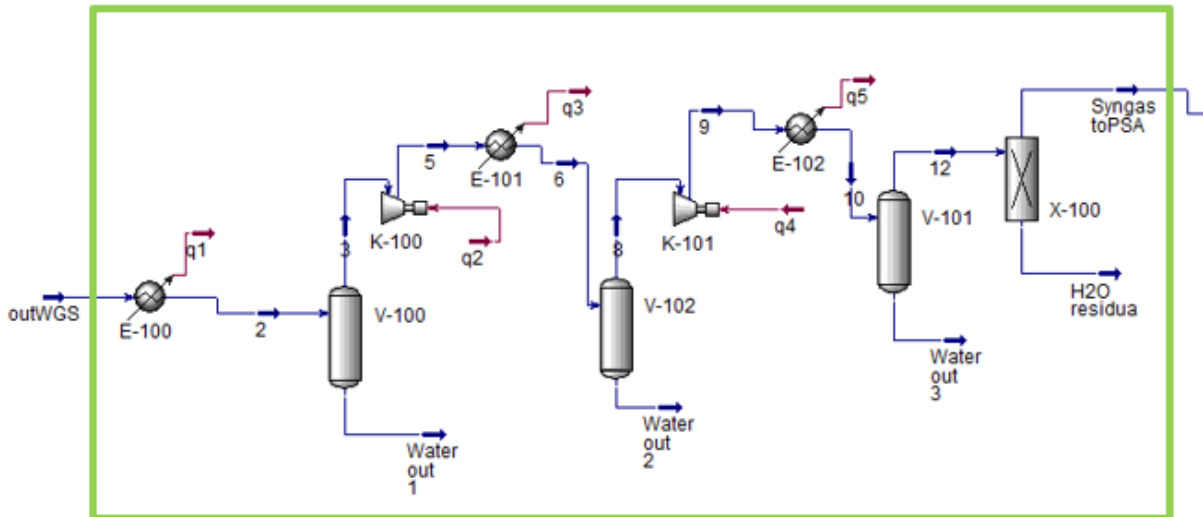 outWGS
E-100
q1
2
V-100
Water
out
1
3
K-100
q2
5
E-101
q3
6
V-102
Water
out
2
8
K-101
q4
9
E-102
q5
10
V-101
Water
out
3
12
X-100
Syngas
toPSA
H2O
residua